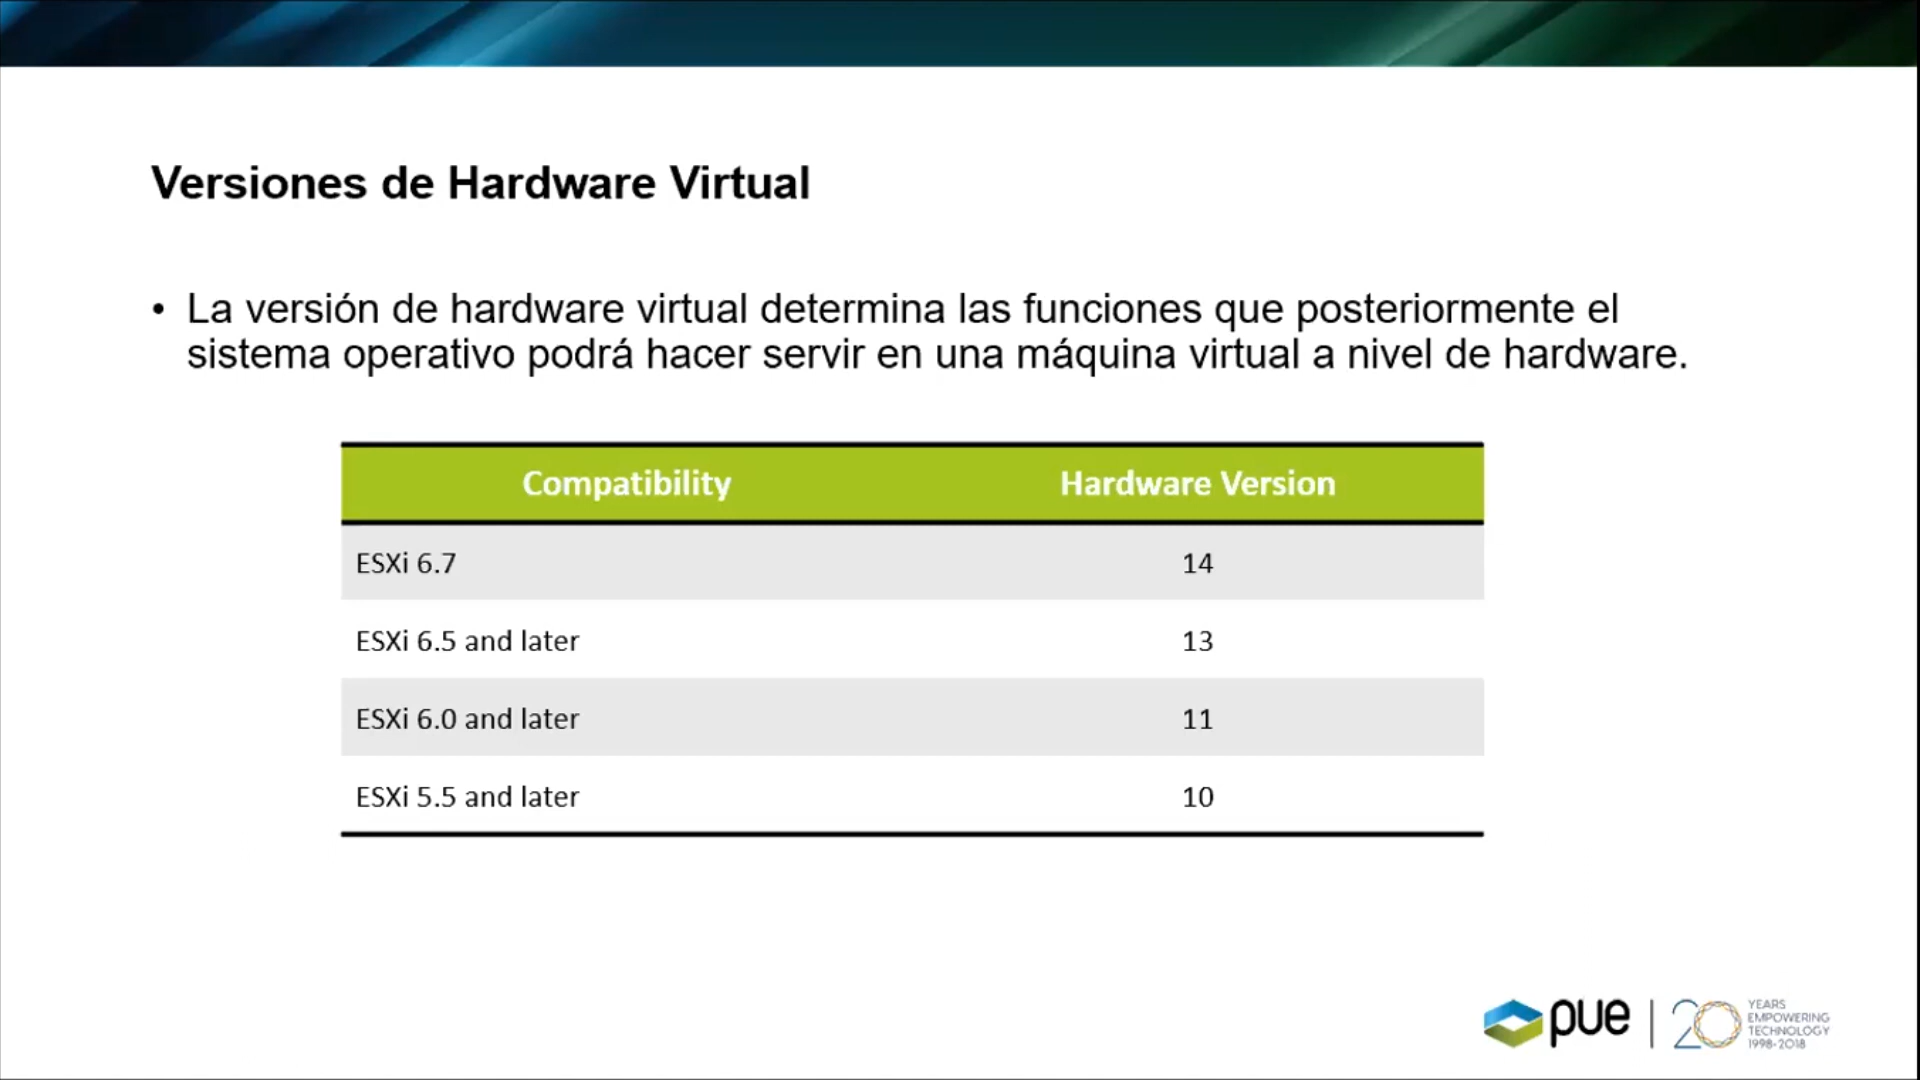 Versiones de Hardware Virtual
• La versión de hardware virtual determina las funciones que posteriormente el
sistema operativo podrá hacer servir en una máquina virtual a nivel de hardware.
Compatibility Hardware Version
ESXi 6.7 14
ESXi 6.5 and later 13
ESXi 6.0 and later 11
ESXi 5.5 and later 10
pue | 20 YEARS
EMPOWERING
TECHNOLOGY
1998-2018